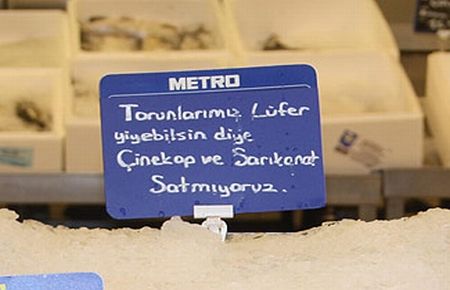 METRO
Torunlarımız Lüfer
yiyebilsin diye
Çinekop ve Sarıkanat
Satmıyoruz.